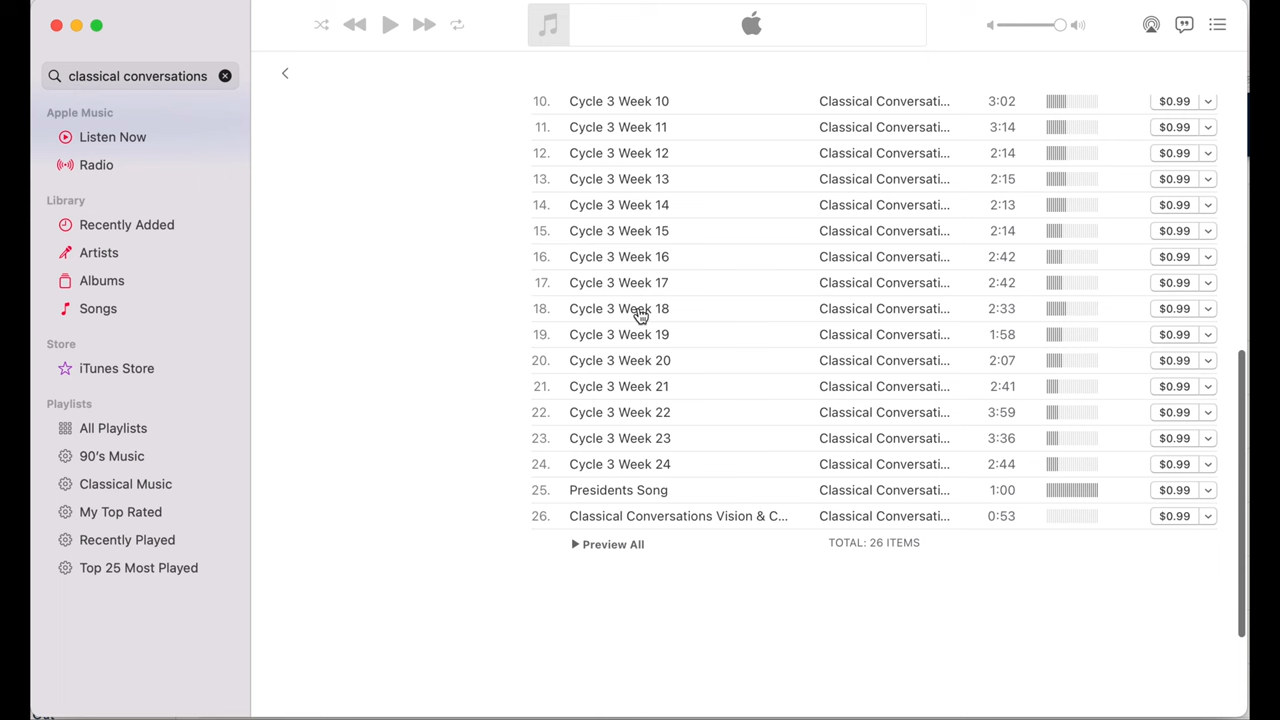 classical conversations
Apple Music
Listen Now
Radio
Library
Recently Added
Artists
Albums
Songs
Store
iTunes Store
Playlists
All Playlists
90's Music
Classical Music
My Top Rated
Recently Played
Top 25 Most Played
10. Cycle 3 Week 10 Classical Conversati... 3:02 $0.99
11. Cycle 3 Week 11 Classical Conversati... 3:14 $0.99
12. Cycle 3 Week 12 Classical Conversati... 2:14 $0.99
13. Cycle 3 Week 13 Classical Conversati... 2:15 $0.99
14. Cycle 3 Week 14 Classical Conversati... 2:13 $0.99
15. Cycle 3 Week 15 Classical Conversati... 2:14 $0.99
16. Cycle 3 Week 16 Classical Conversati... 2:42 $0.99
17. Cycle 3 Week 17 Classical Conversati... 2:42 $0.99
18. Cycle 3 Week 18 Classical Conversati... 2:33 $0.99
19. Cycle 3 Week 19 Classical Conversati... 1:58 $0.99
20. Cycle 3 Week 20 Classical Conversati... 2:07 $0.99
21. Cycle 3 Week 21 Classical Conversati... 2:41 $0.99
22. Cycle 3 Week 22 Classical Conversati... 3:59 $0.99
23. Cycle 3 Week 23 Classical Conversati... 3:36 $0.99
24. Cycle 3 Week 24 Classical Conversati... 2:44 $0.99
25. Presidents Song Classical Conversati... 1:00 $0.99
26. Classical Conversations Vision & C... Classical Conversati... 0:53 $0.99
Preview All TOTAL: 26 ITEMS